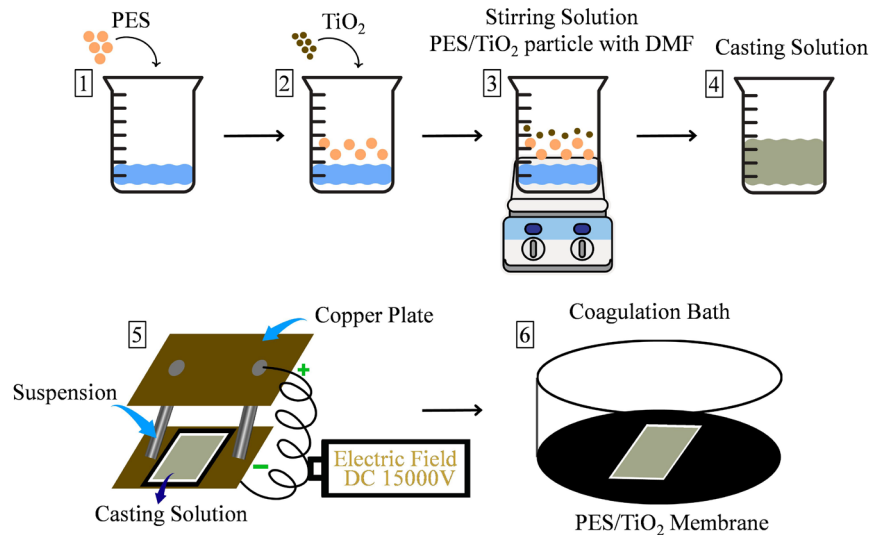 PES
TiO₂
Stirring Solution
PES/TiO₂ particle with DMF
Casting Solution
1
2
3
4
5
Copper Plate
+
Suspension
−
Electric Field
DC 15000V
Casting Solution
6
Coagulation Bath
PES/TiO₂ Membrane